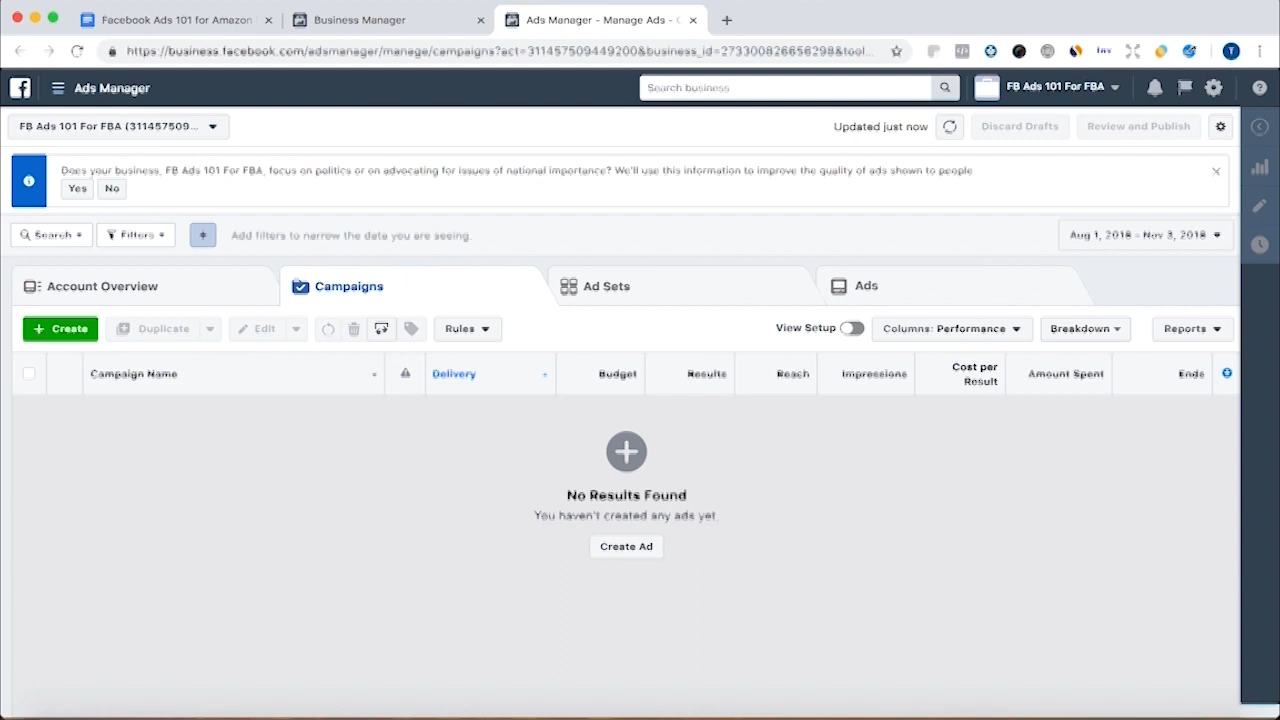 Facebook Ads 101 for Amazon
Business Manager
Ads Manager - Manage Ads -
https://business.facebook.com/adsmanager/manage/campaigns?act=311457509449200&business_id=273300826656298&tool...
T
Ads Manager
Search business
FB Ads 101 For FBA
FB Ads 101 For FBA (311457509...
Updated just now
Discard Drafts
Review and Publish
Does your business, FB Ads 101 For FBA, focus on politics or on advocating for issues of national importance? We'll use this information to improve the quality of ads shown to people
Yes
No
Search
Filters
Add filters to narrow the data you are seeing.
Aug 1, 2018 – Nov 3, 2018
Account Overview
Campaigns
Ad Sets
Ads
+ Create
Duplicate
Edit
Rules
View Setup
Columns: Performance
Breakdown
Reports
Campaign Name
Delivery
Budget
Results
Reach
Impressions
Cost per
Result
Amount Spent
Ends
No Results Found
You haven't created any ads yet.
Create Ad